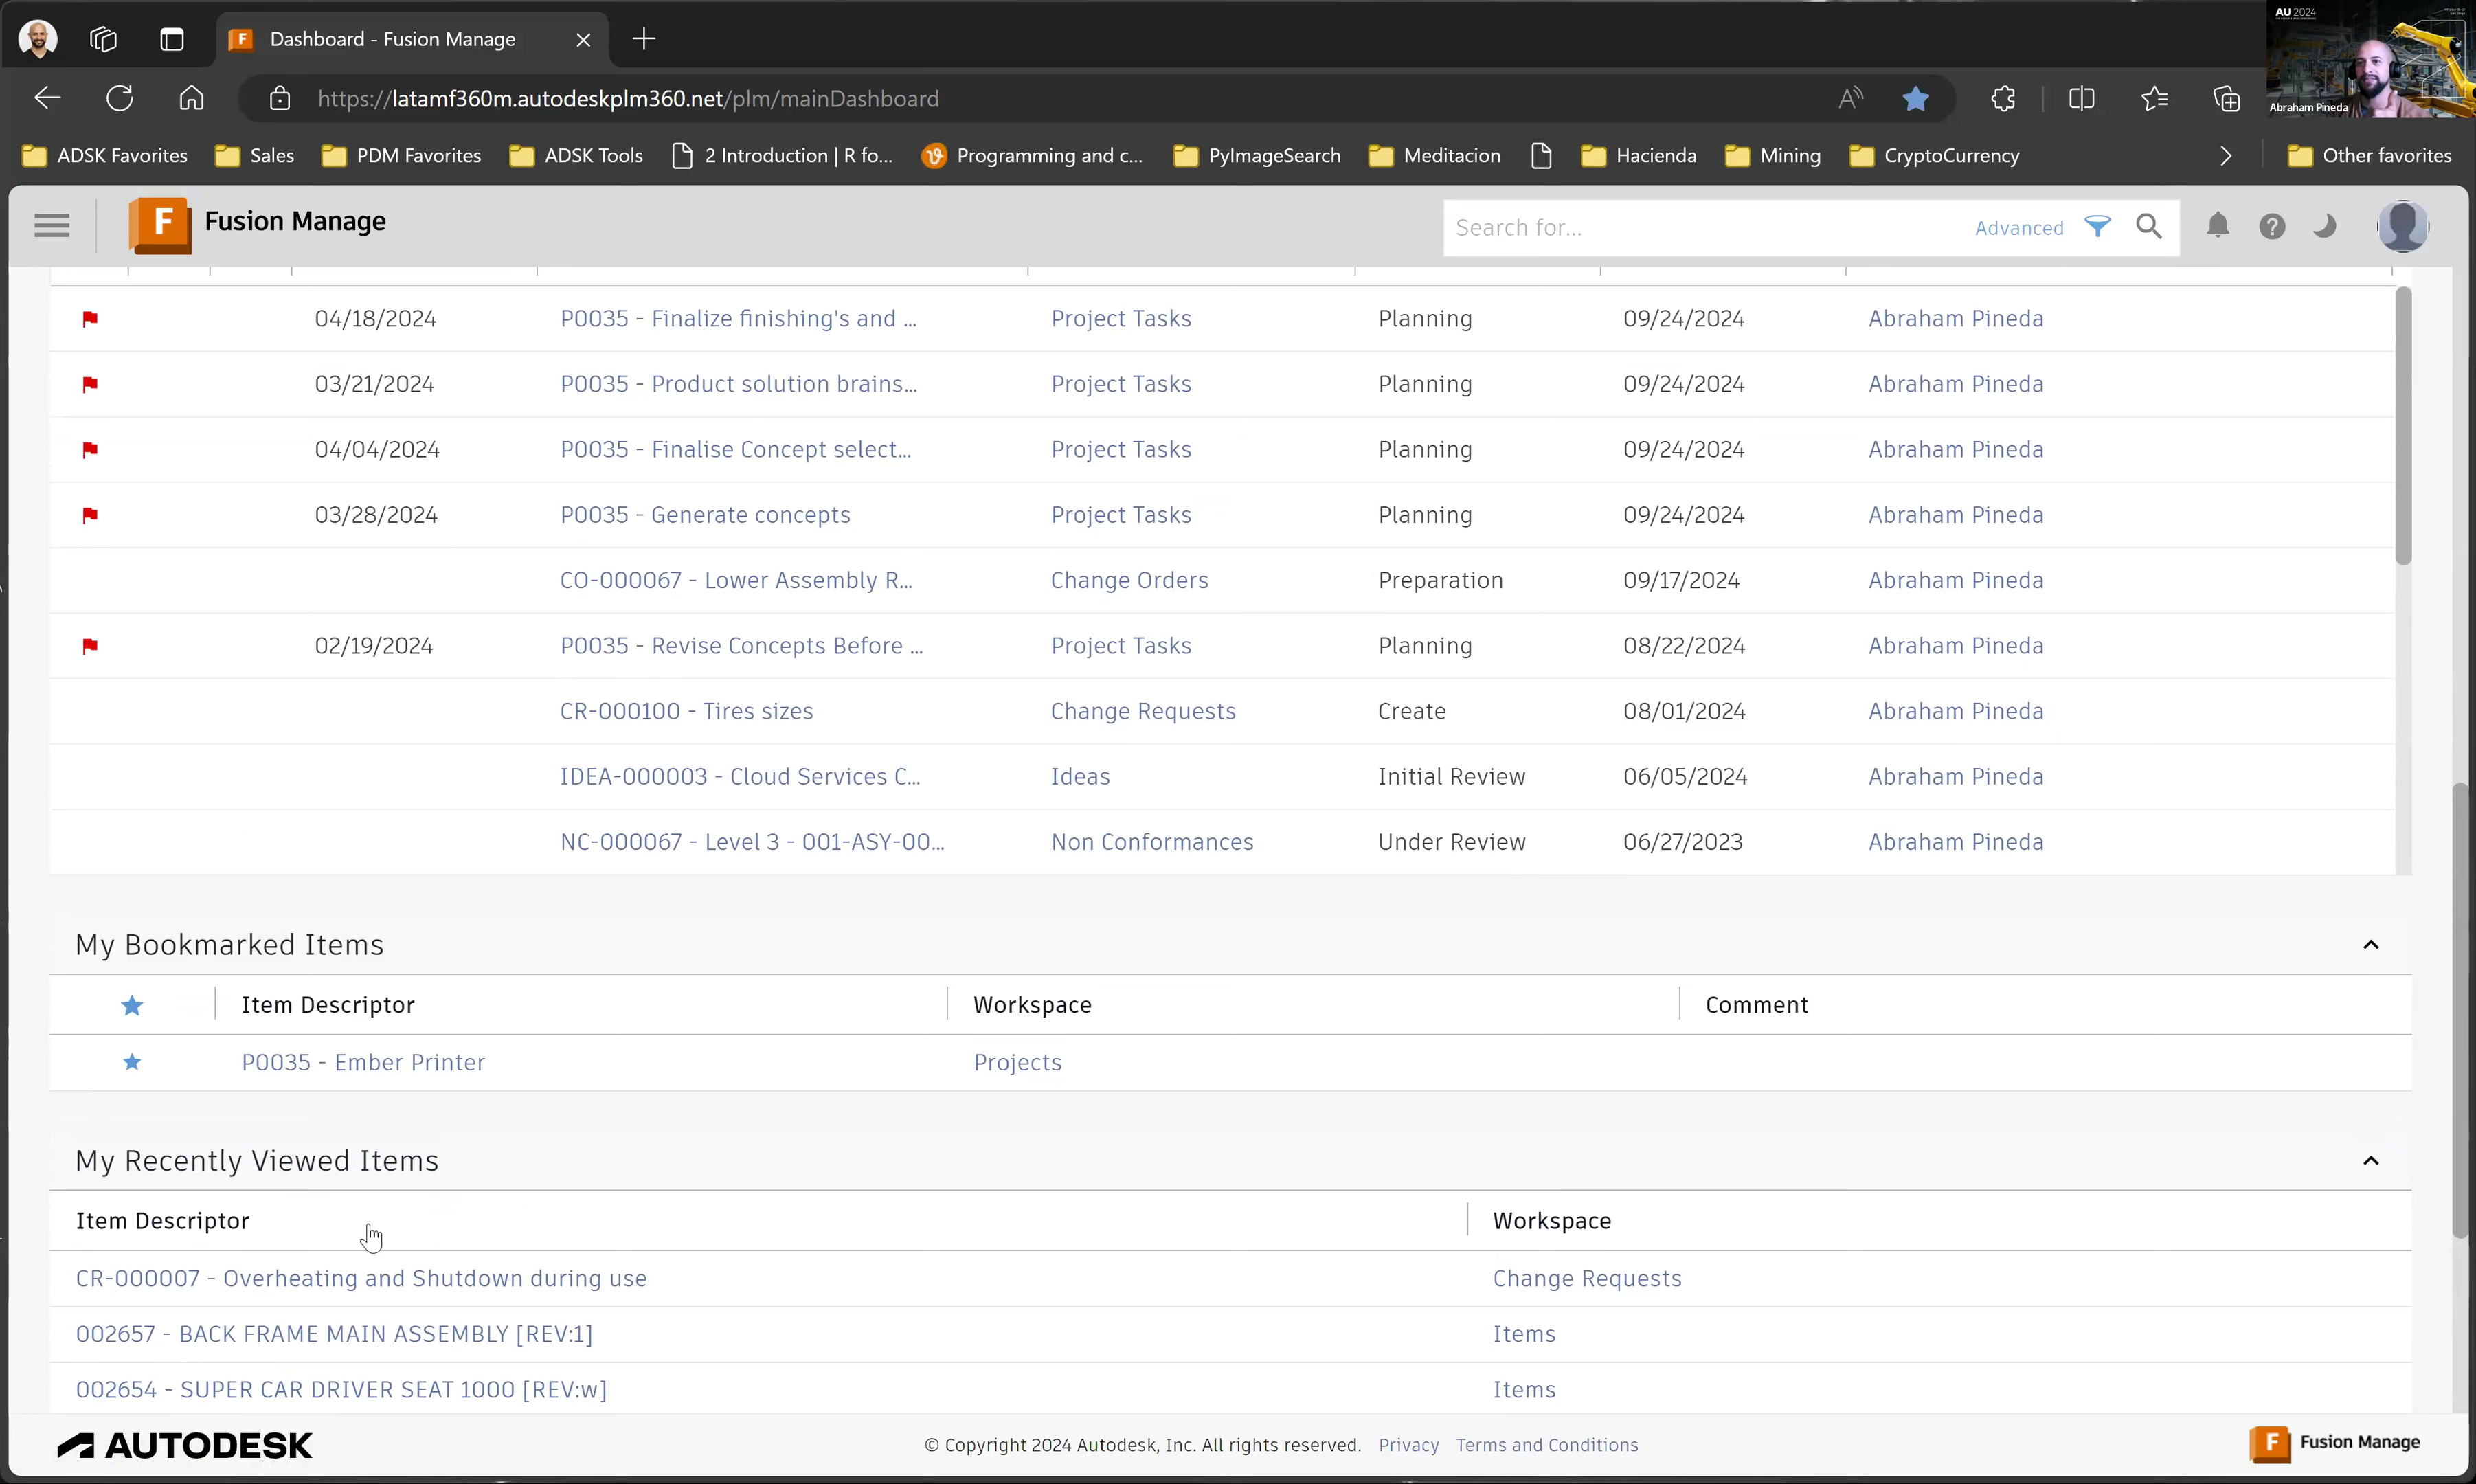 Dashboard - Fusion Manage
AU 2024
Abraham Pineda
https://latamf360m.autodeskplm360.net/plm/mainDashboard
ADSK Favorites Sales PDM Favorites ADSK Tools 2 Introduction | R fo... Programming and c... PyImageSearch Meditacion Hacienda Mining CryptoCurrency Other favorites
F Fusion Manage Search for... Advanced
04/18/2024 P0035 - Finalize finishing's and ... Project Tasks Planning 09/24/2024 Abraham Pineda
03/21/2024 P0035 - Product solution brains... Project Tasks Planning 09/24/2024 Abraham Pineda
04/04/2024 P0035 - Finalise Concept select... Project Tasks Planning 09/24/2024 Abraham Pineda
03/28/2024 P0035 - Generate concepts Project Tasks Planning 09/24/2024 Abraham Pineda
CO-000067 - Lower Assembly R... Change Orders Preparation 09/17/2024 Abraham Pineda
02/19/2024 P0035 - Revise Concepts Before ... Project Tasks Planning 08/22/2024 Abraham Pineda
CR-000100 - Tires sizes Change Requests Create 08/01/2024 Abraham Pineda
IDEA-000003 - Cloud Services C... Ideas Initial Review 06/05/2024 Abraham Pineda
NC-000067 - Level 3 - 001-ASY-00... Non Conformances Under Review 06/27/2023 Abraham Pineda
My Bookmarked Items
Item Descriptor Workspace Comment
P0035 - Ember Printer Projects
My Recently Viewed Items
Item Descriptor Workspace
CR-000007 - Overheating and Shutdown during use Change Requests
002657 - BACK FRAME MAIN ASSEMBLY [REV:1] Items
002654 - SUPER CAR DRIVER SEAT 1000 [REV:w] Items
AUTODESK © Copyright 2024 Autodesk, Inc. All rights reserved. Privacy Terms and Conditions F Fusion Manage